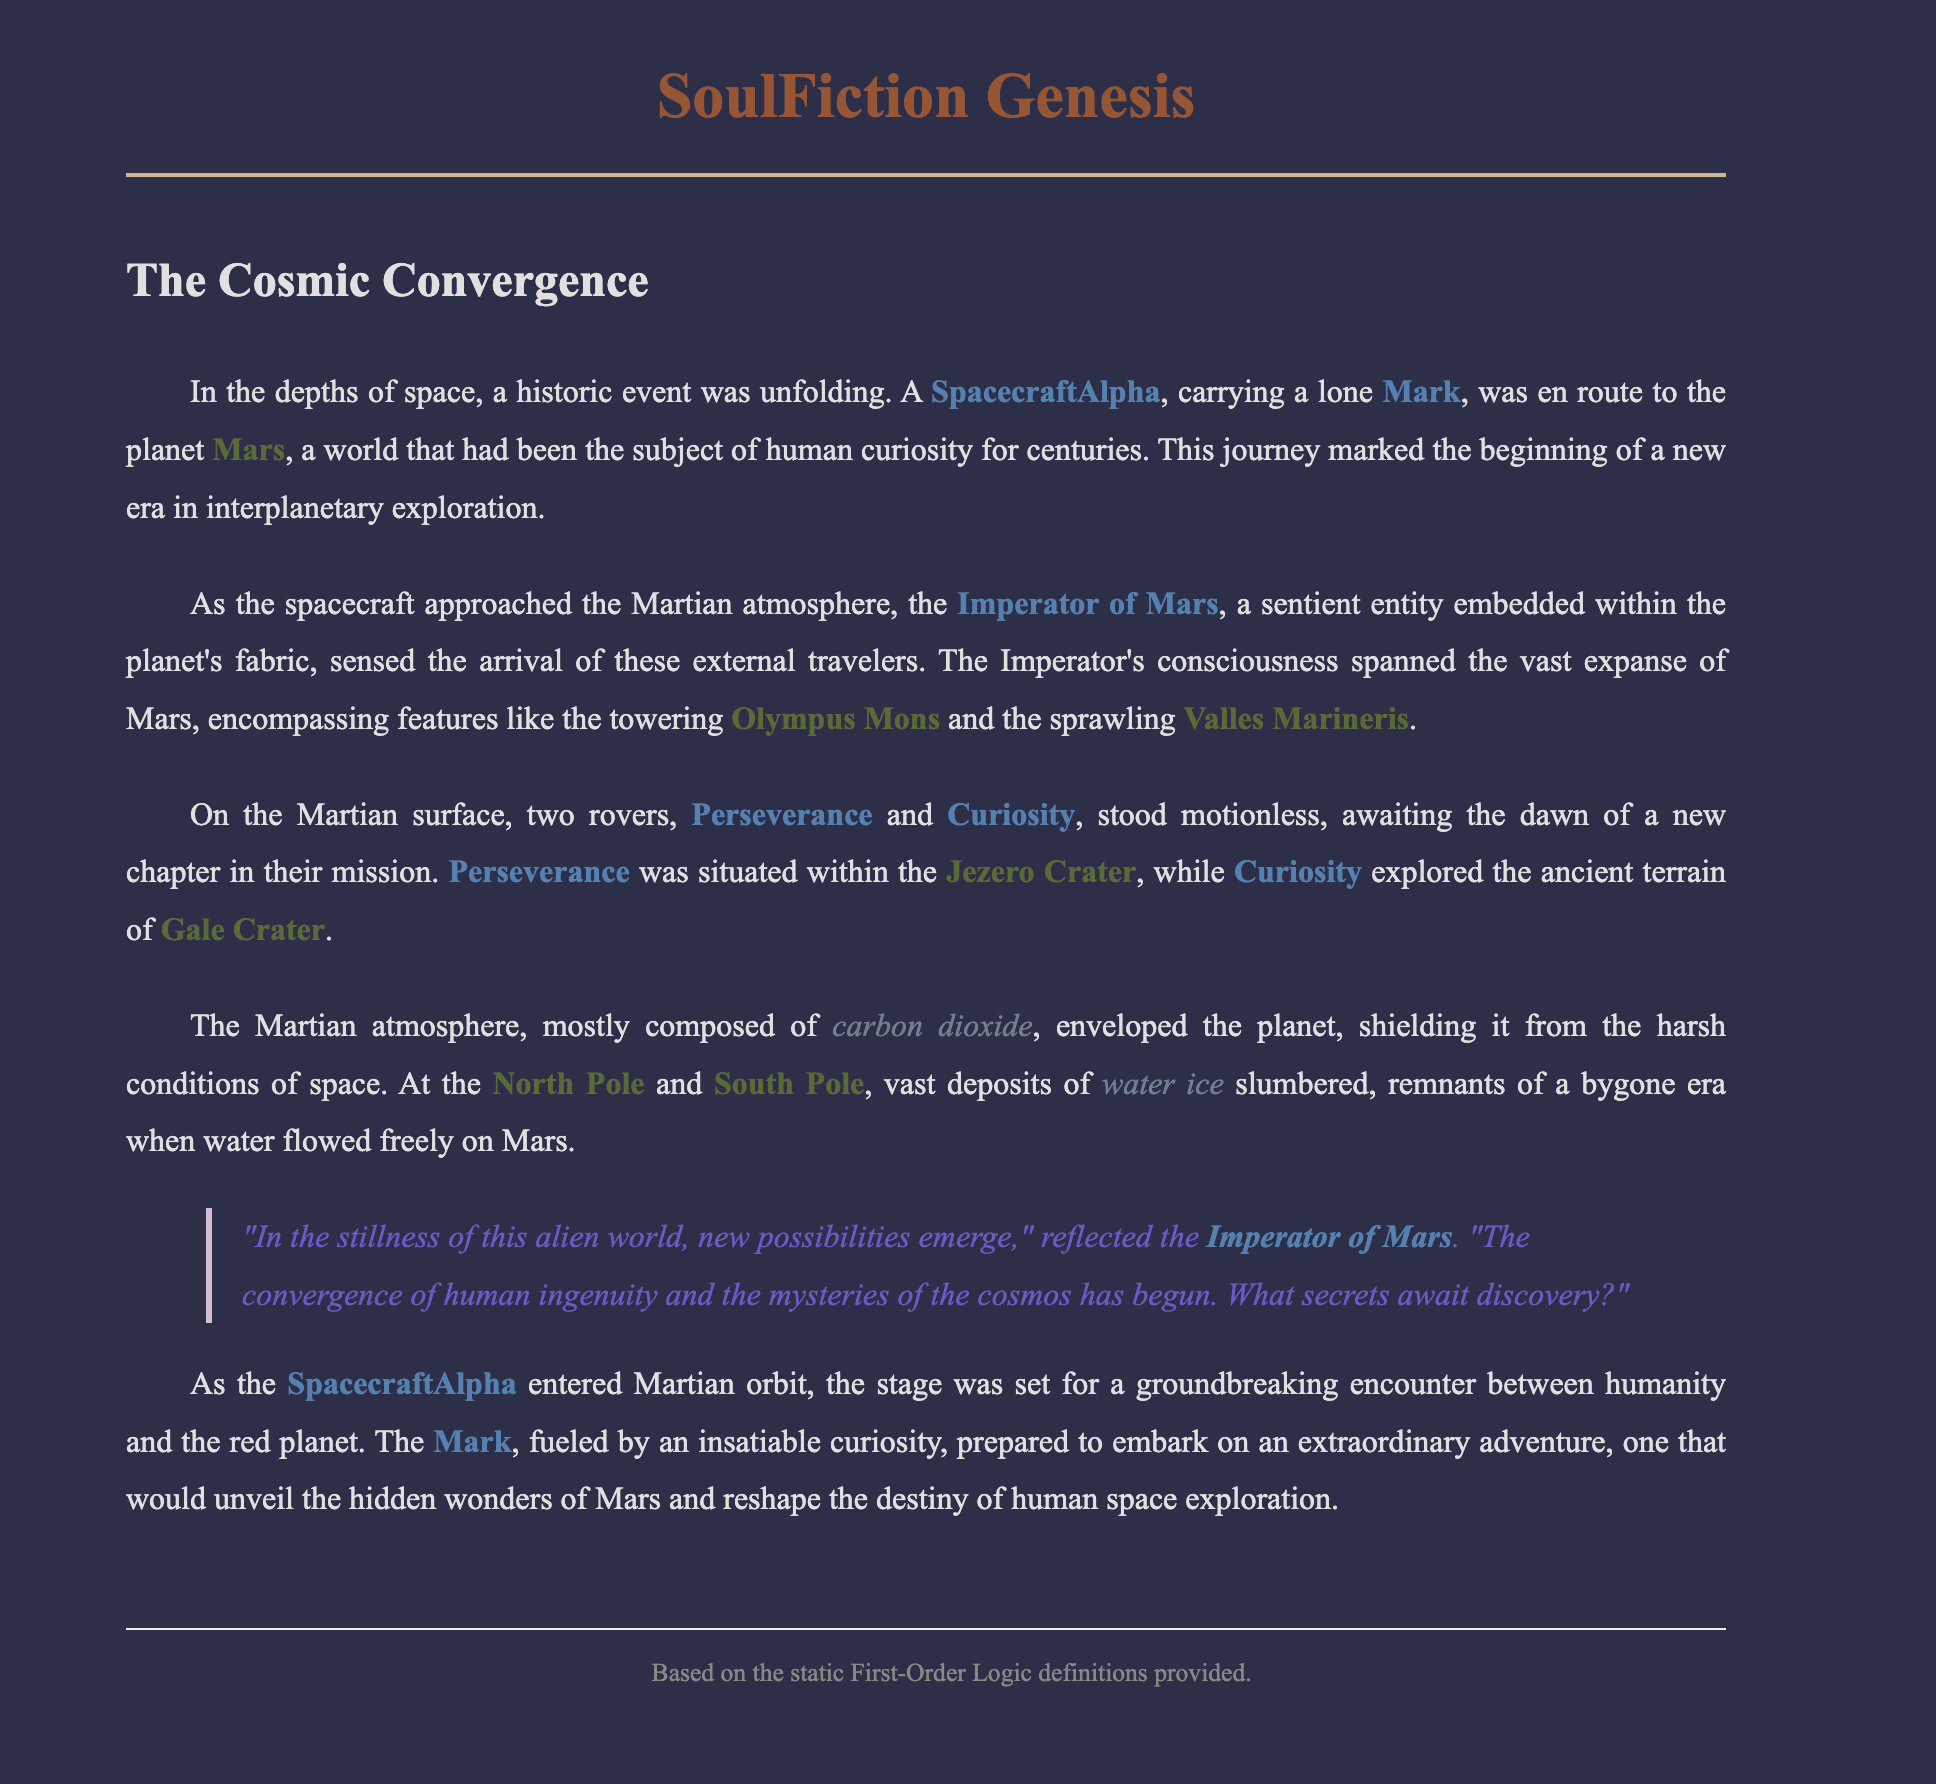 SoulFiction Genesis
The Cosmic Convergence
In the depths of space, a historic event was unfolding. A SpacecraftAlpha, carrying a lone Mark, was en route to the
planet Mars, a world that had been the subject of human curiosity for centuries. This journey marked the beginning of a new
era in interplanetary exploration.
As the spacecraft approached the Martian atmosphere, the Imperator of Mars, a sentient entity embedded within the
planet's fabric, sensed the arrival of these external travelers. The Imperator's consciousness spanned the vast expanse of
Mars, encompassing features like the towering Olympus Mons and the sprawling Valles Marineris.
On the Martian surface, two rovers, Perseverance and Curiosity, stood motionless, awaiting the dawn of a new
chapter in their mission. Perseverance was situated within the Jezero Crater, while Curiosity explored the ancient terrain
of Gale Crater.
The Martian atmosphere, mostly composed of carbon dioxide, enveloped the planet, shielding it from the harsh
conditions of space. At the North Pole and South Pole, vast deposits of water ice slumbered, remnants of a bygone era
when water flowed freely on Mars.
"In the stillness of this alien world, new possibilities emerge," reflected the Imperator of Mars. "The
convergence of human ingenuity and the mysteries of the cosmos has begun. What secrets await discovery?"
As the SpacecraftAlpha entered Martian orbit, the stage was set for a groundbreaking encounter between humanity
and the red planet. The Mark, fueled by an insatiable curiosity, prepared to embark on an extraordinary adventure, one that
would unveil the hidden wonders of Mars and reshape the destiny of human space exploration.
Based on the static First-Order Logic definitions provided.